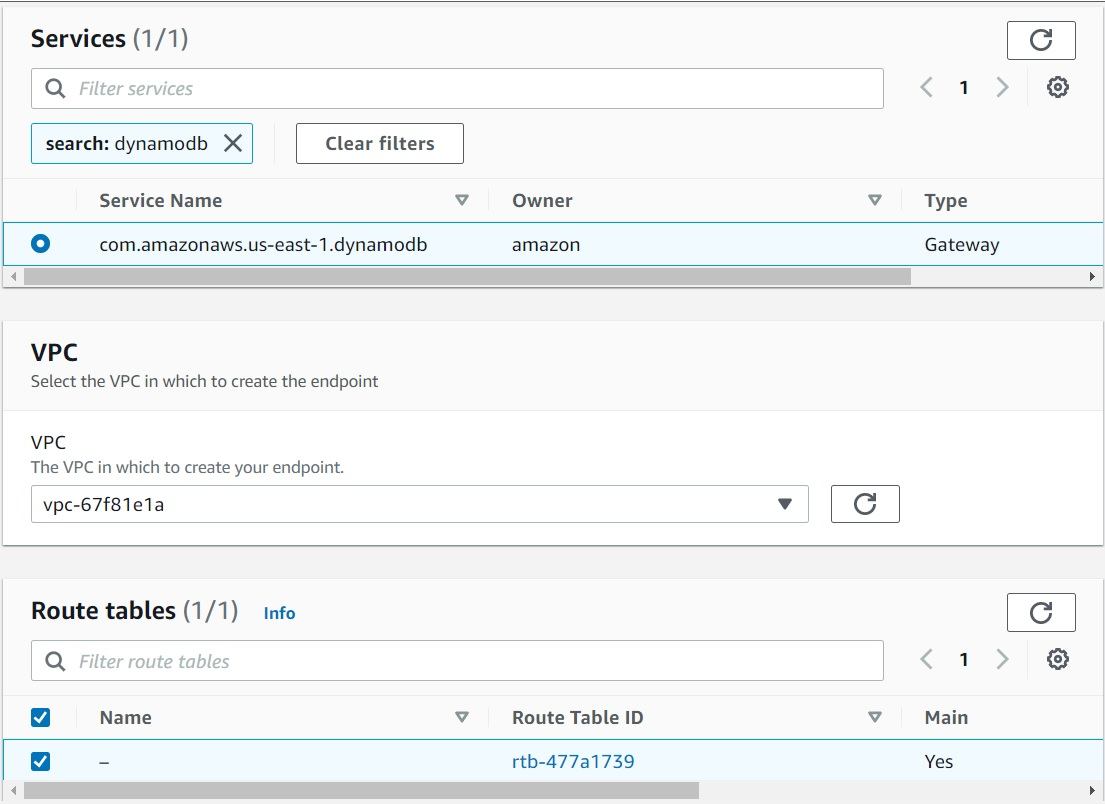 Services (1/1)
Filter services
1
search: dynamodb
Clear filters
Service Name Owner Type
com.amazonaws.us-east-1.dynamodb amazon Gateway
VPC
Select the VPC in which to create the endpoint
VPC
The VPC in which to create your endpoint.
vpc-67f81e1a
Route tables (1/1) Info
Filter route tables
1
Name Route Table ID Main
– rtb-477a1739 Yes